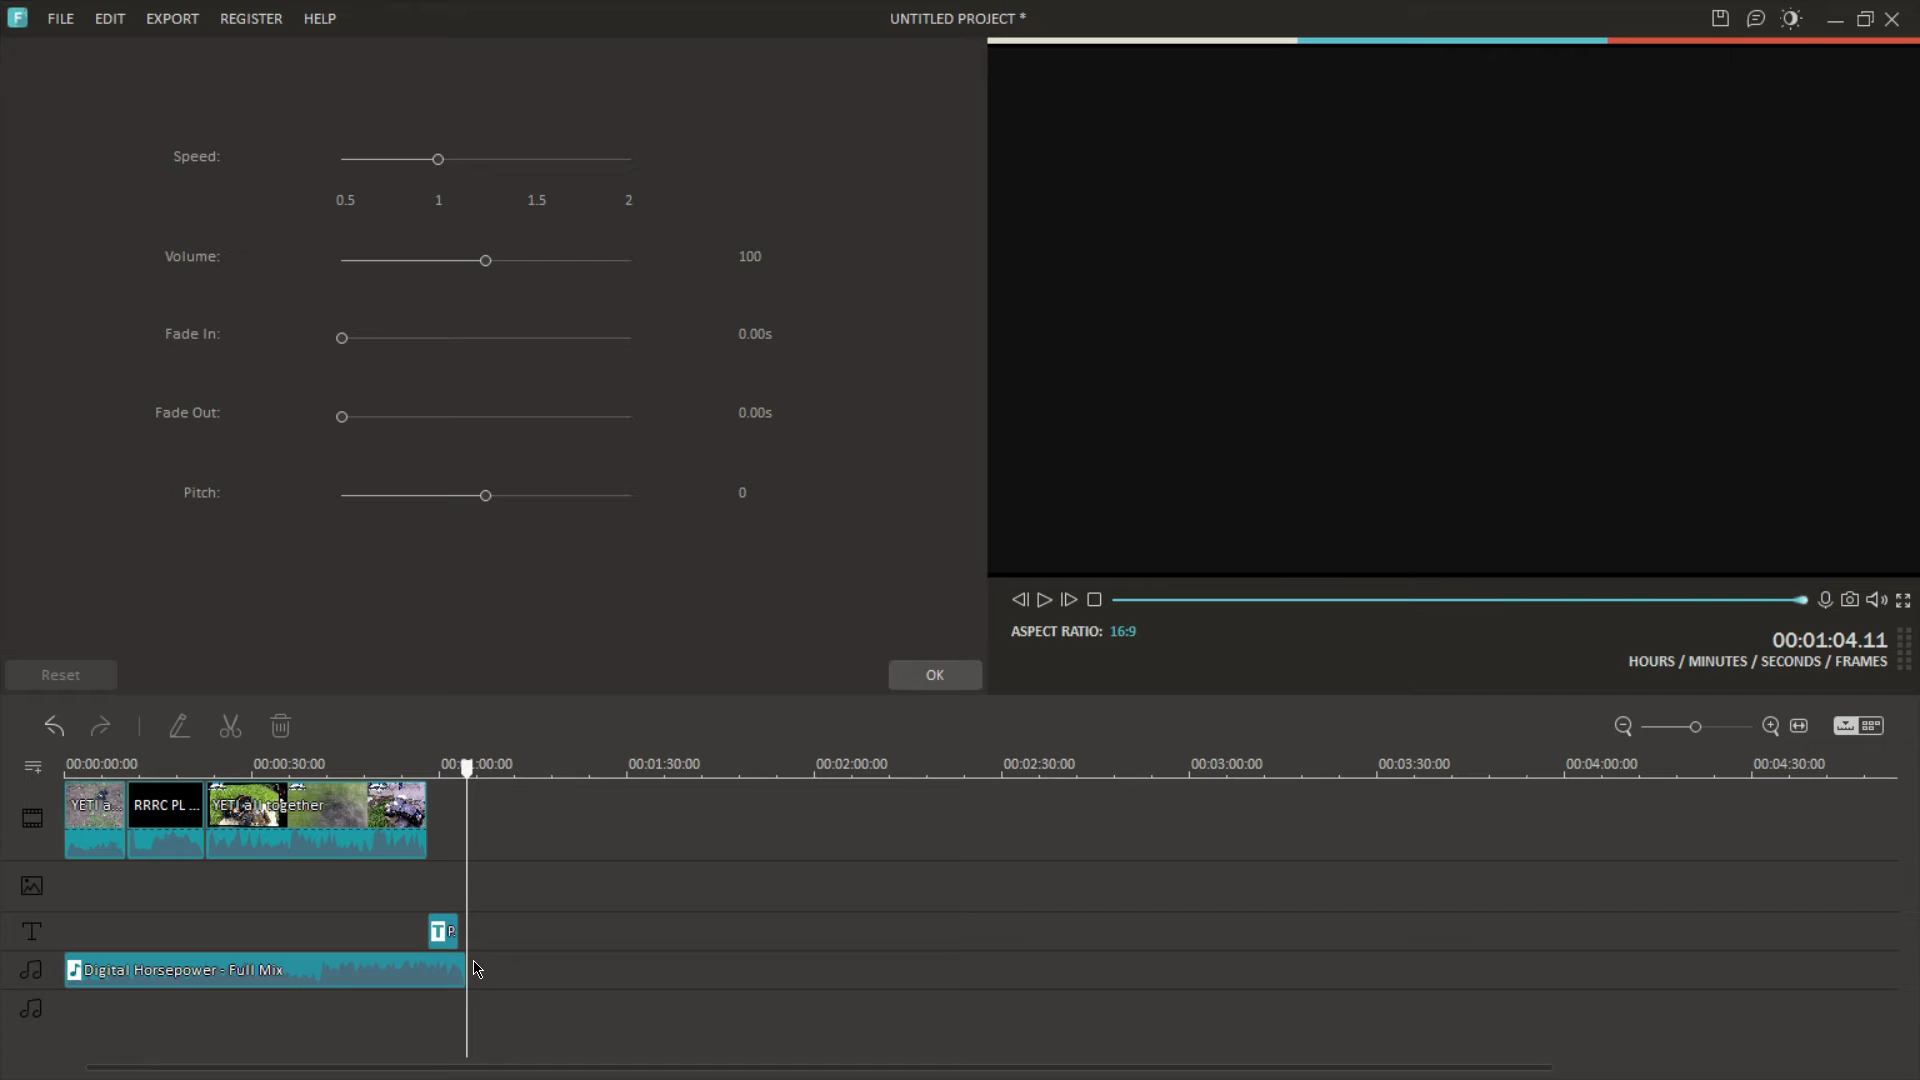 F FILE EDIT EXPORT REGISTER HELP UNTITLED PROJECT *
Speed:
0.5 1 1.5 2
Volume: 100
Fade In: 0.00s
Fade Out: 0.00s
Pitch: 0
ASPECT RATIO: 16:9
00:01:04.11
HOURS / MINUTES / SECONDS / FRAMES
Reset OK
00:00:00:00 00:00:30:00 00:01:00:00 00:01:30:00 00:02:00:00 00:02:30:00 00:03:00:00 00:03:30:00 00:04:00:00 00:04:30:00
YETI a... RRRC PL ... YETI all together
T P
Digital Horsepower - Full Mix